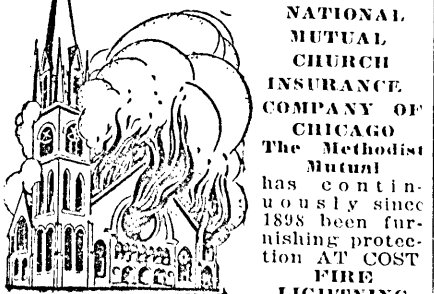 NATIONAL
MUTUAL
CHURCH
INSURANCE
COMPANY OF
CHICAGO
The Methodist
Mutual
has contin-
uously since
1898 been fur-
nishing protec-
tion AT COST
FIRE
LIGHTNING